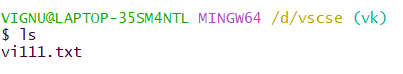 VIGNU@LAPTOP-35SM4NTL MINGW64 /d/vscse (vk)
$ ls
vi111.txt